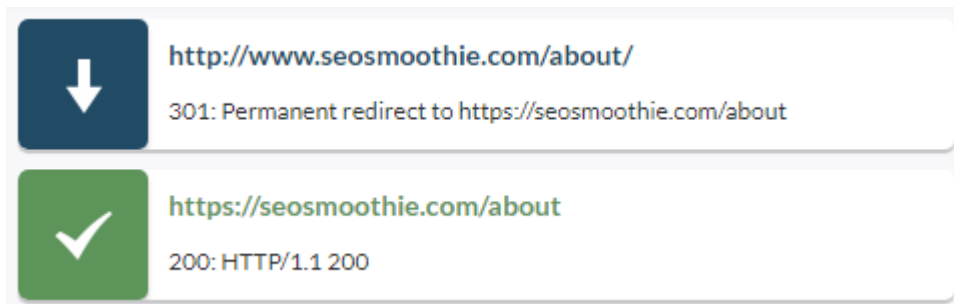 http://www.seosmoothie.com/about/
301: Permanent redirect to https://seosmoothie.com/about
https://seosmoothie.com/about
200: HTTP/1.1 200